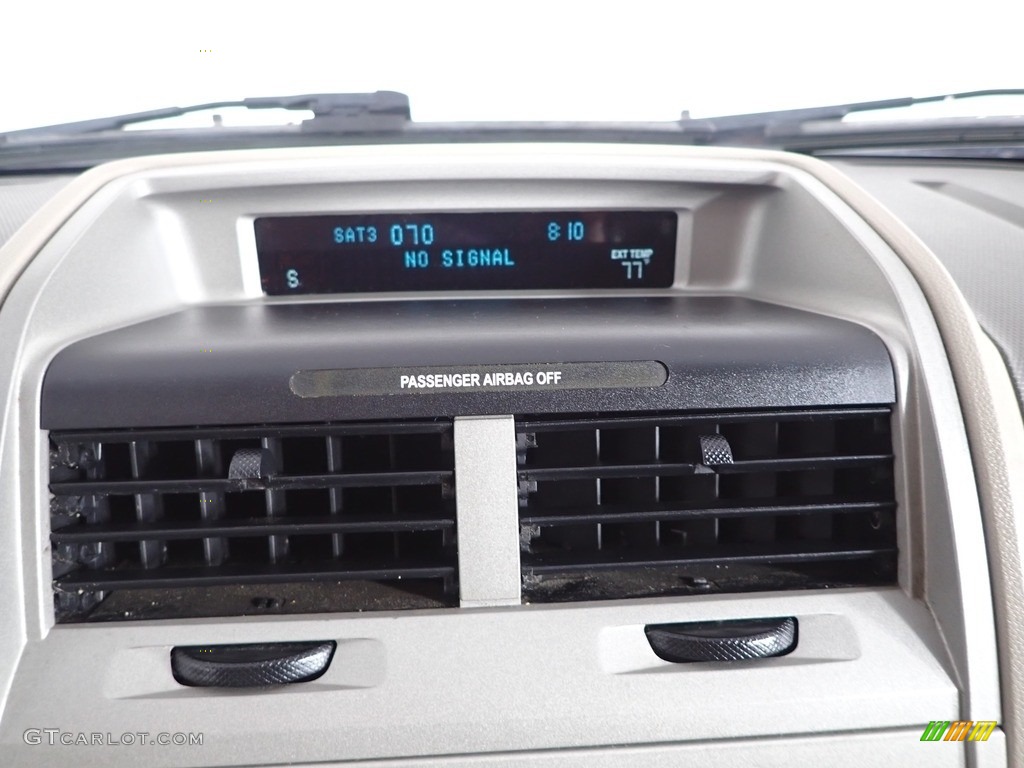 SAT3 070 8:10
NO SIGNAL
EXT TEMP
S 77°F
PASSENGER AIRBAG OFF
GTCARLOT.COM